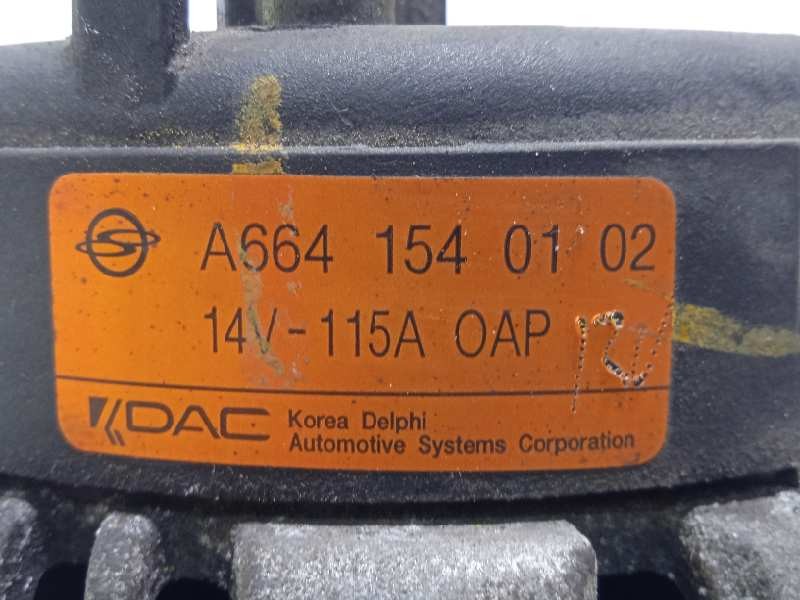 A664 154 01 02
14V-115A OAP
KDAC Korea Delphi
Automotive Systems Corporation